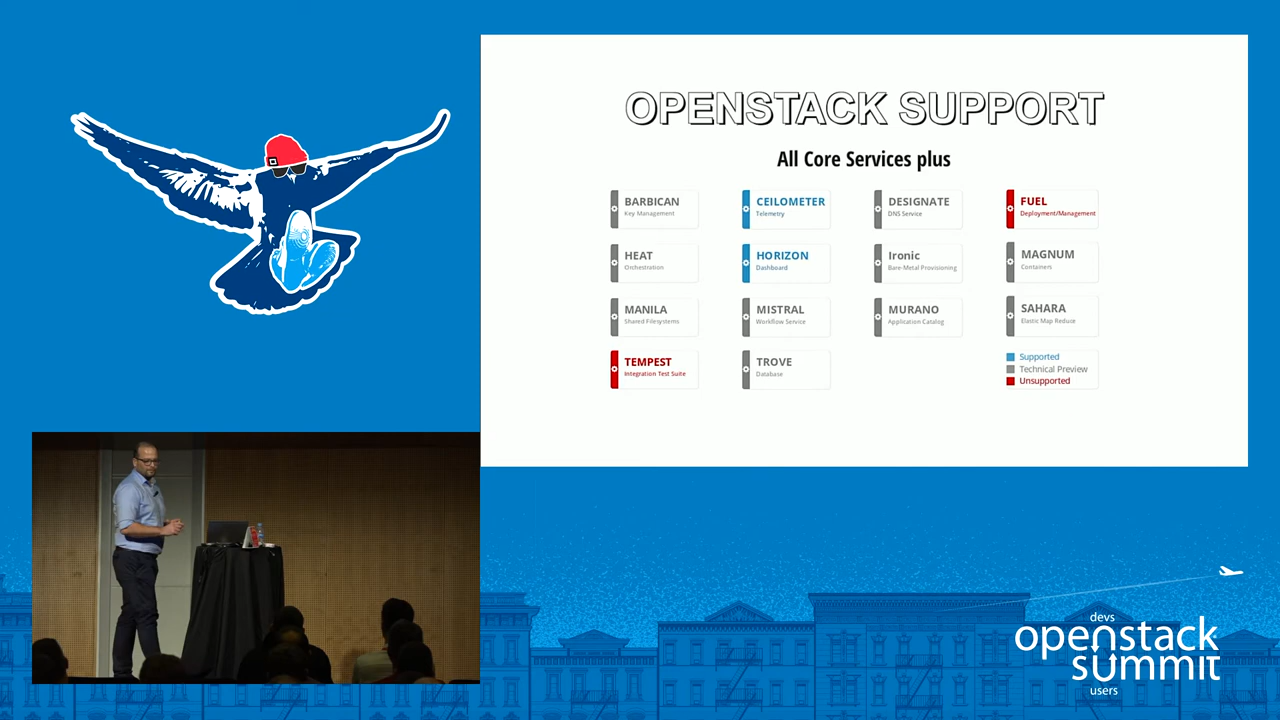 OPENSTACK SUPPORT
All Core Services plus
BARBICAN
Key Management
CEILOMETER
Telemetry
DESIGNATE
DNS Service
FUEL
Deployment/Management
HEAT
Orchestration
HORIZON
Dashboard
Ironic
Bare-Metal Provisioning
MAGNUM
Containers
MANILA
Shared Filesystems
MISTRAL
Workflow Service
MURANO
Application Catalog
SAHARA
Elastic Map Reduce
TEMPEST
Integration Test Suite
TROVE
Database
Supported
Technical Preview
Unsupported
devs
openstack
summit
users